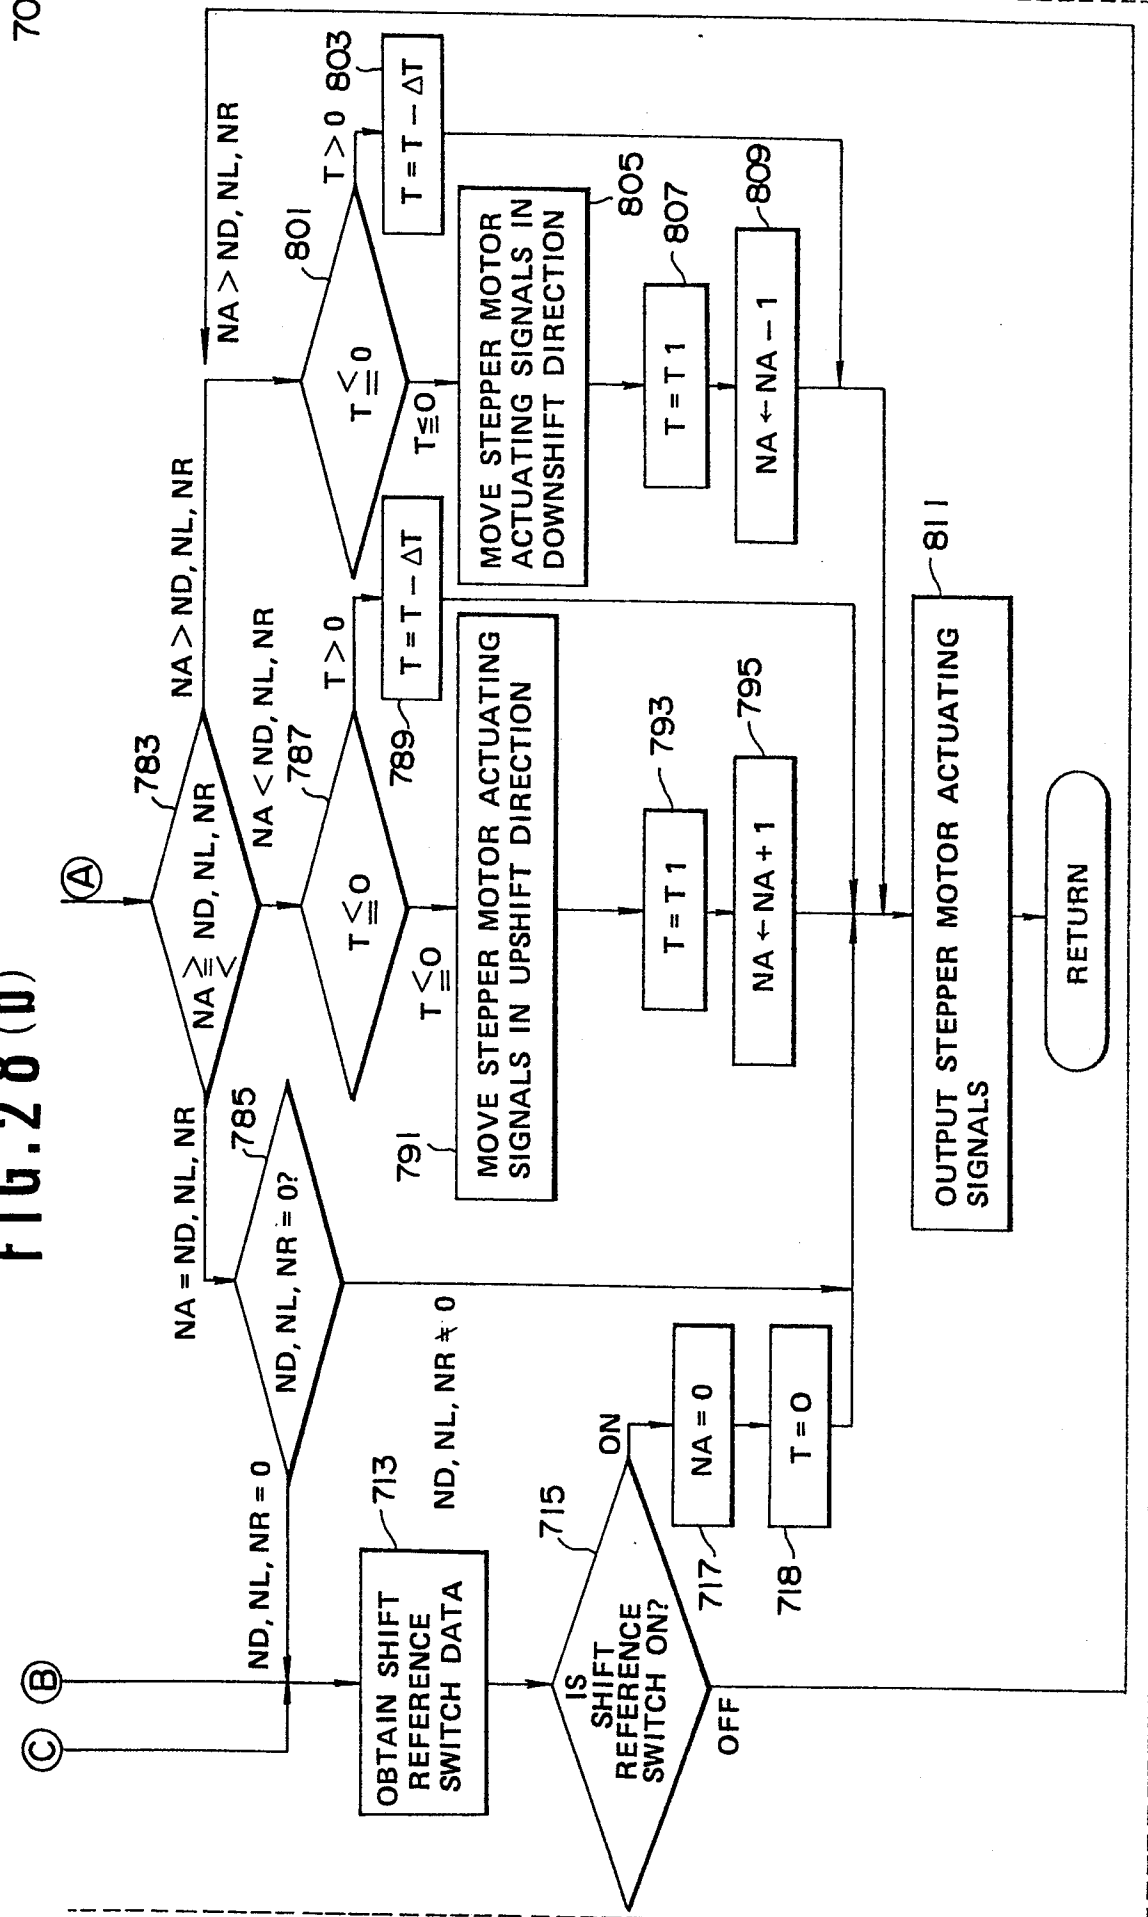 FIG. 28 (D)
70
A
NA ≧< ND, NL, NR
783
NA = ND, NL, NR
NA > ND, NL, NR
NA > ND, NL, NR
NA < ND, NL, NR
785
ND, NL, NR = 0?
ND, NL, NR = 0
ND, NL, NR ≠ 0
787
T ≦ 0
T > 0
T ≦ 0
789
T = T – ΔT
791
MOVE STEPPER MOTOR ACTUATING
SIGNALS IN UPSHIFT DIRECTION
793
T = T1
795
NA ← NA + 1
801
T ≦ 0
T > 0
T ≦ 0
803
T = T – ΔT
805
MOVE STEPPER MOTOR
ACTUATING SIGNALS IN
DOWNSHIFT DIRECTION
807
T = T1
809
NA ← NA – 1
C
B
713
OBTAIN SHIFT
REFERENCE
SWITCH DATA
715
IS
SHIFT
REFERENCE
SWITCH ON?
ON
OFF
717
NA = 0
718
T = 0
811
OUTPUT STEPPER MOTOR ACTUATING
SIGNALS
RETURN